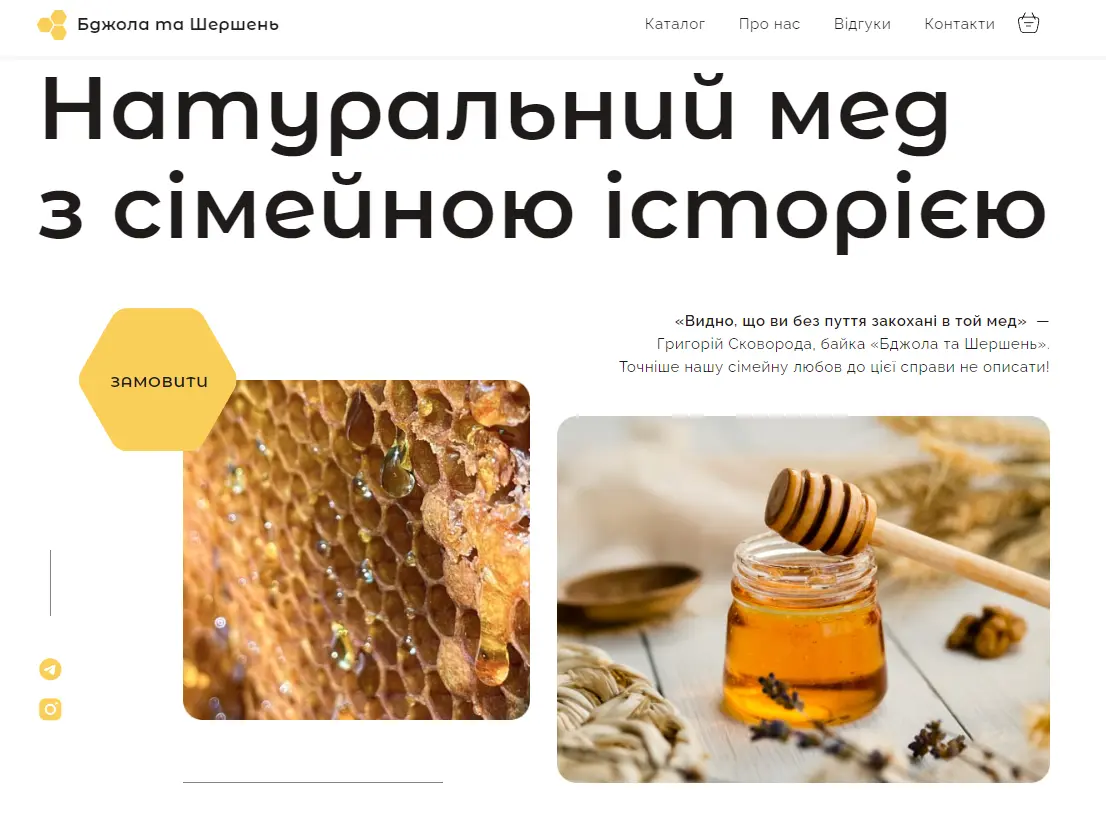 Бджола та Шершень
Каталог
Про нас
Відгуки
Контакти
Натуральний мед
з сімейною історією
ЗАМОВИТИ
«Видно, що ви без пуття закохані в той мед» —
Григорій Сковорода, байка «Бджола та Шершень».
Точніше нашу сімейну любов до цієї справи не описати!